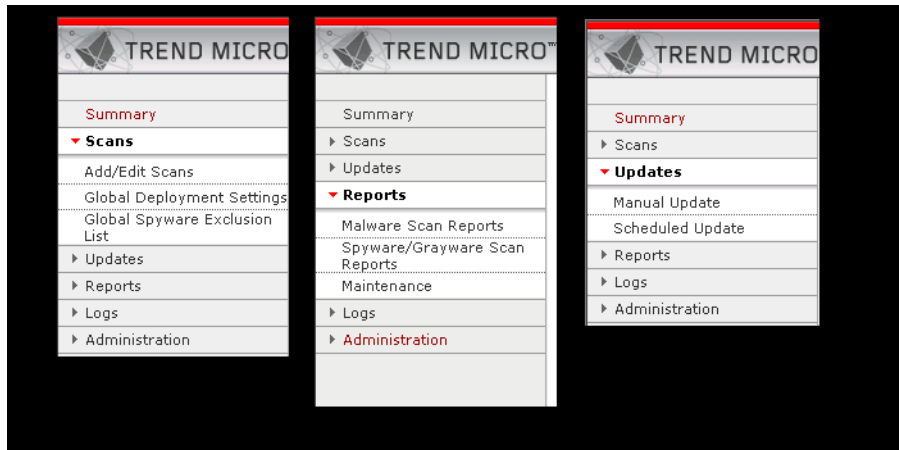 TREND MICRO
Summary
Scans
Add/Edit Scans
Global Deployment Settings
Global Spyware Exclusion
List
Updates
Reports
Logs
Administration
TREND MICRO™
Summary
Scans
Updates
Reports
Malware Scan Reports
Spyware/Grayware Scan
Reports
Maintenance
Logs
Administration
TREND MICRO
Summary
Scans
Updates
Manual Update
Scheduled Update
Reports
Logs
Administration